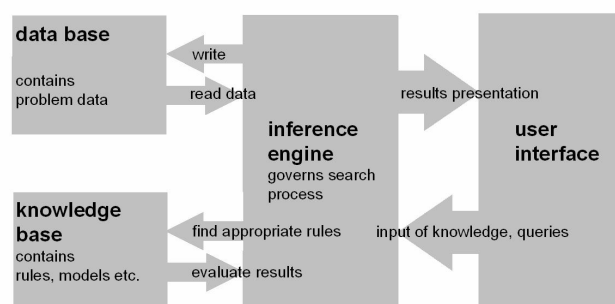 data base
contains
problem data
write
read data
inference
engine
governs search
process
results presentation
user
interface
knowledge
base
contains
rules, models etc.
find appropriate rules
evaluate results
input of knowledge, queries